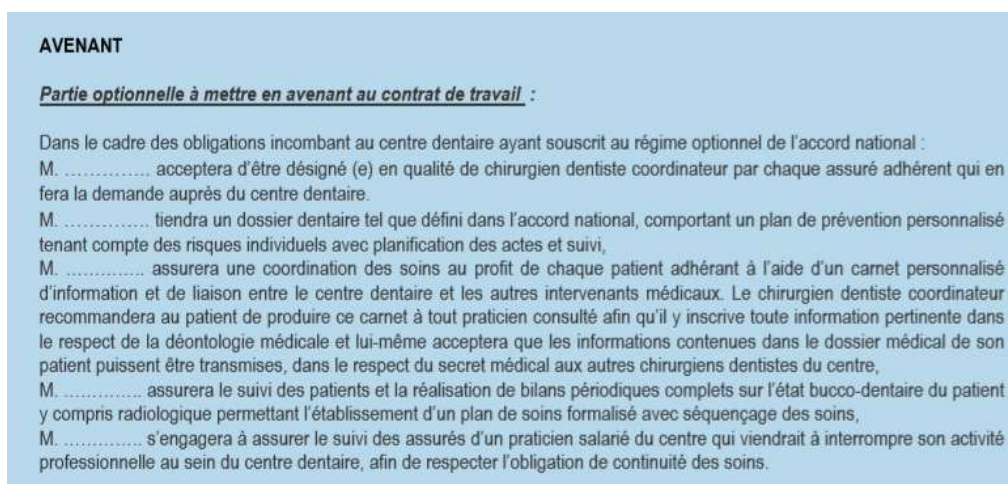 AVENANT
Partie optionnelle à mettre en avenant au contrat de travail :
Dans le cadre des obligations incombant au centre dentaire ayant souscrit au régime optionnel de l'accord national :
M. .............. acceptera d'être désigné (e) en qualité de chirurgien dentiste coordinateur par chaque assuré adhérent qui en
fera la demande auprès du centre dentaire.
M. .............. tiendra un dossier dentaire tel que défini dans l'accord national, comportant un plan de prévention personnalisé
tenant compte des risques individuels avec planification des actes et suivi,
M. .............. assurera une coordination des soins au profit de chaque patient adhérant à l'aide d'un carnet personnalisé
d'information et de liaison entre le centre dentaire et les autres intervenants médicaux. Le chirurgien dentiste coordinateur
recommandera au patient de produire ce carnet à tout praticien consulté afin qu'il y inscrive toute information pertinente dans
le respect de la déontologie médicale et lui-même acceptera que les informations contenues dans le dossier médical de son
patient puissent être transmises, dans le respect du secret médical aux autres chirurgiens dentistes du centre,
M. .............. assurera le suivi des patients et la réalisation de bilans périodiques complets sur l'état bucco-dentaire du patient
y compris radiologique permettant l'établissement d'un plan de soins formalisé avec séquençage des soins,
M. .............. s'engagera à assurer le suivi des assurés d'un praticien salarié du centre qui viendrait à interrompre son activité
professionnelle au sein du centre dentaire, afin de respecter l'obligation de continuité des soins.